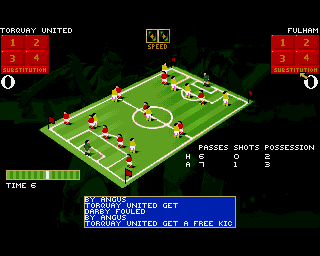 TORQUAY UNITED
FULHAM
1 2
3 4
SUBSTITUTION
0
SPEED
1 2
3 4
SUBSTITUTION
0
PASSES SHOTS POSSESSION
H 6 0 2
A 7 1 3
TIME 6
BY ANGUS
TORQUAY UNITED GET
DARBY FOULED
BY ANGUS
TORQUAY UNITED GET A FREE KIC